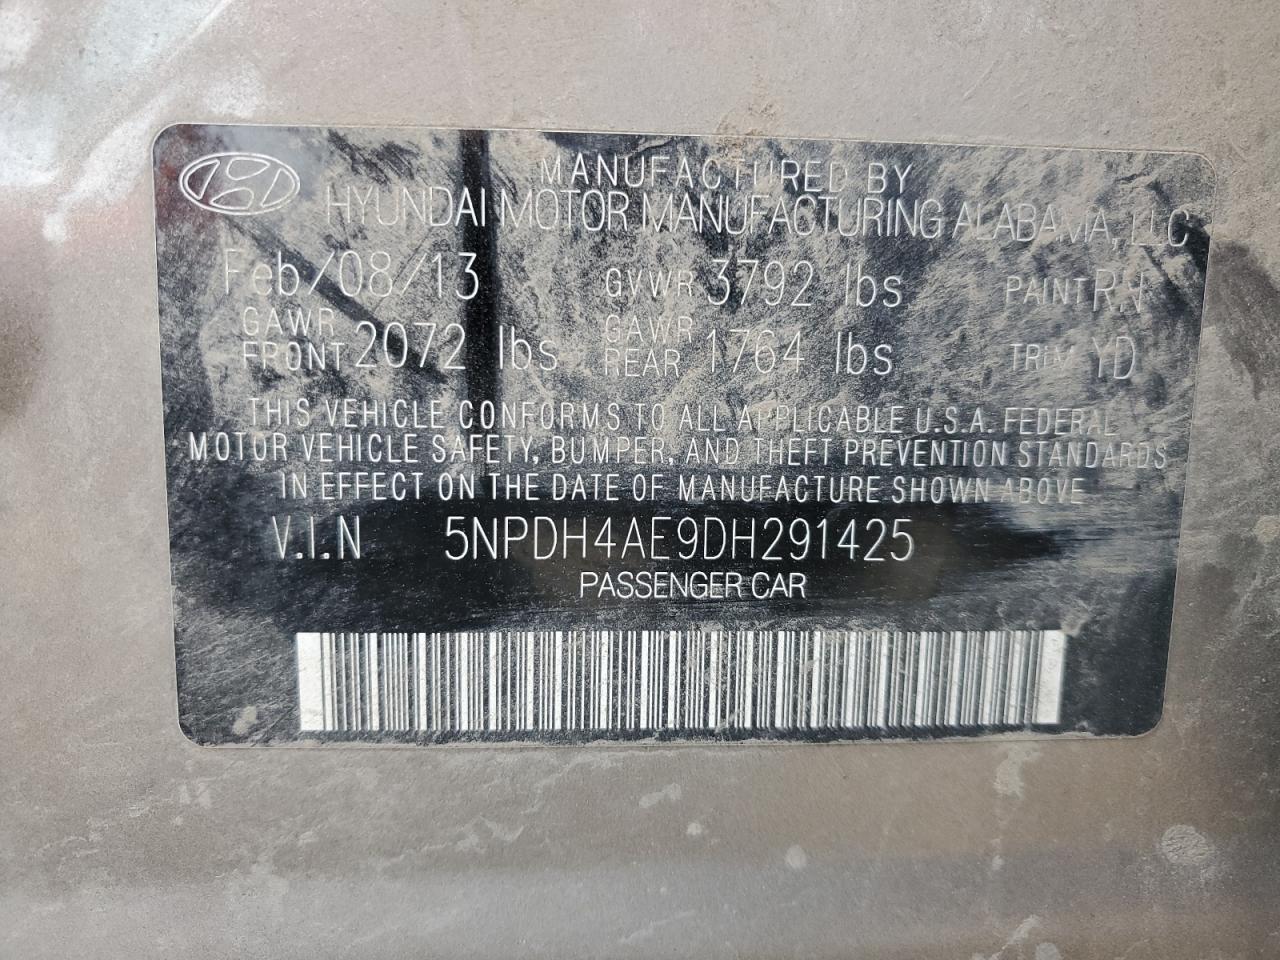 MANUFACTURED BY
HYUNDAI MOTOR MANUFACTURING ALABAMA, LLC
Feb/08/13 GVWR 3792 lbs PAINT RN
GAWR FRONT 2072 lbs GAWR REAR 1764 lbs TRIM YD
THIS VEHICLE CONFORMS TO ALL APPLICABLE U.S.A. FEDERAL
MOTOR VEHICLE SAFETY, BUMPER, AND THEFT PREVENTION STANDARDS
IN EFFECT ON THE DATE OF MANUFACTURE SHOWN ABOVE
V.I.N 5NPDH4AE9DH291425
PASSENGER CAR